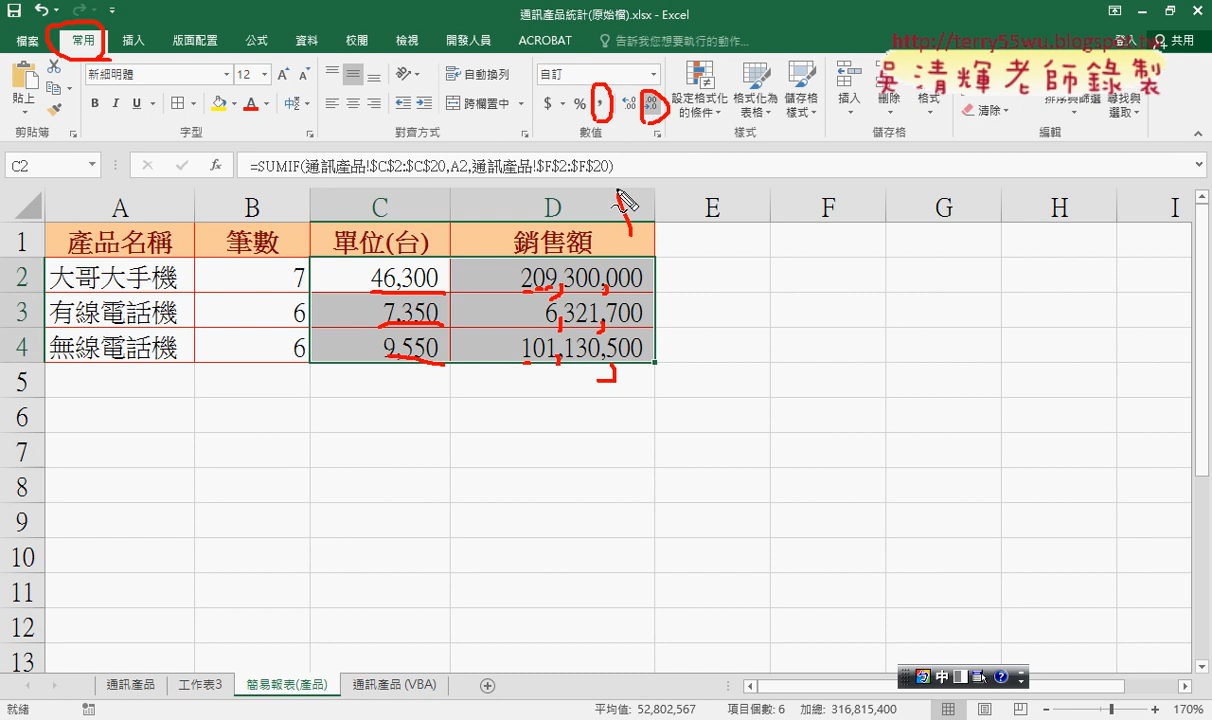 通訊產品統計(原始檔).xlsx - Excel
檔案 常用 插入 版面配置 公式 資料 校閱 檢視 開發人員 ACROBAT 告訴我您想要執行的動作... 登入 共用
http://terry55wu.blogspot.tw
吳清輝老師錄製
貼上 新細明體 12 自動換列 自訂
B I U 中 跨欄置中 $ % , 設定格式化的條件 格式化為表格 儲存格樣式 插入 刪除 格式 清除 排序與篩選 尋找與選取
剪貼簿 字型 對齊方式 數值 樣式 儲存格 編輯
C2 fx =SUMIF(通訊產品!$C$2:$C$20,A2,通訊產品!$F$2:$F$20)
A B C D E F G H I
1 產品名稱 筆數 單位(台) 銷售額
2 大哥大手機 7 46,300 209,300,000
3 有線電話機 6 7,350 6,321,700
4 無線電話機 6 9,550 101,130,500
5
6
7
8
9
10
11
12
13
通訊產品 工作表3 簡易報表(產品) 通訊產品 (VBA)
中
就緒 平均值: 52,802,567 項目個數: 6 加總: 316,815,400 170%